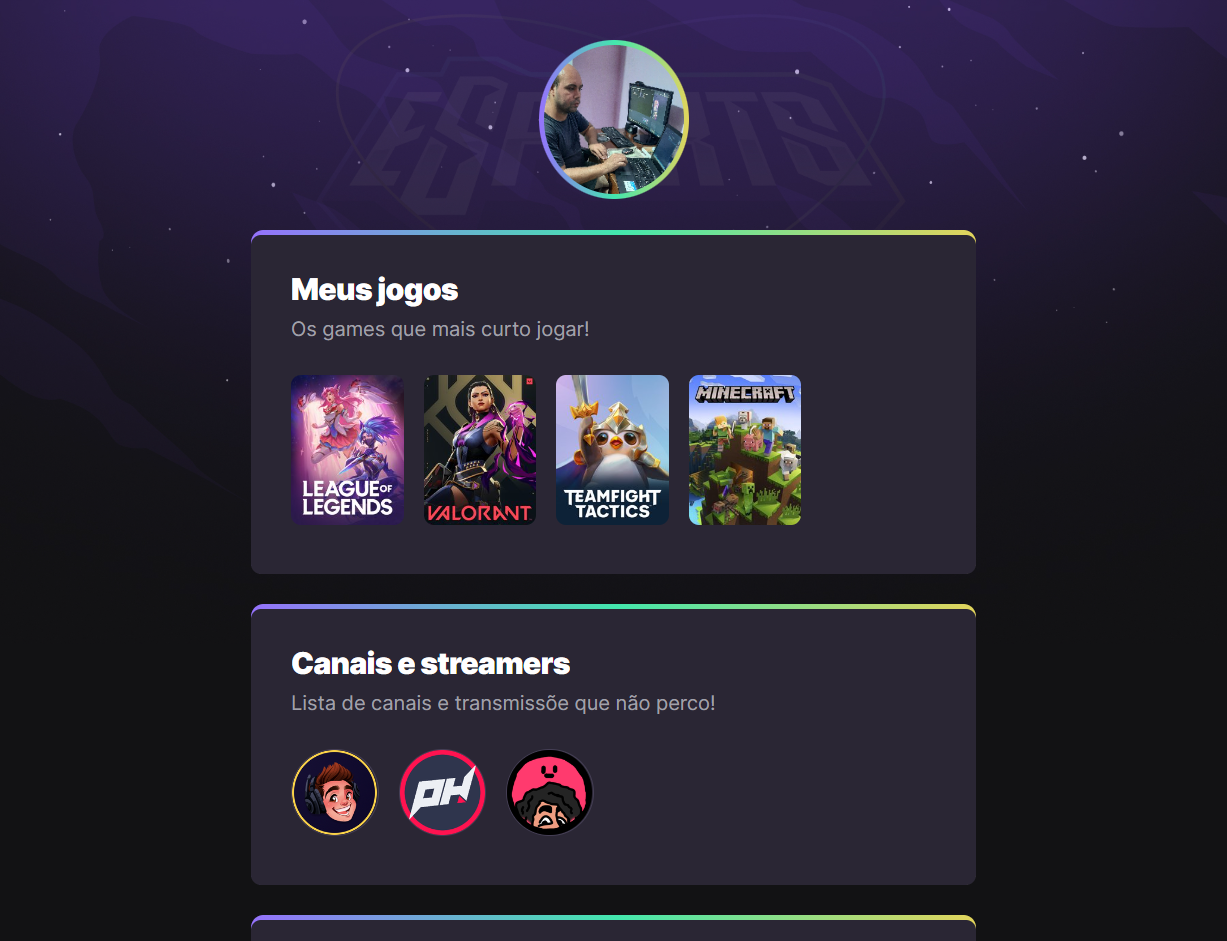 ESPORTS
Meus jogos
Os games que mais curto jogar!
LEAGUE OF
LEGENDS
VALORANT
TEAMFIGHT
TACTICS
MINECRAFT
Canais e streamers
Lista de canais e transmissõe que não perco!
PH